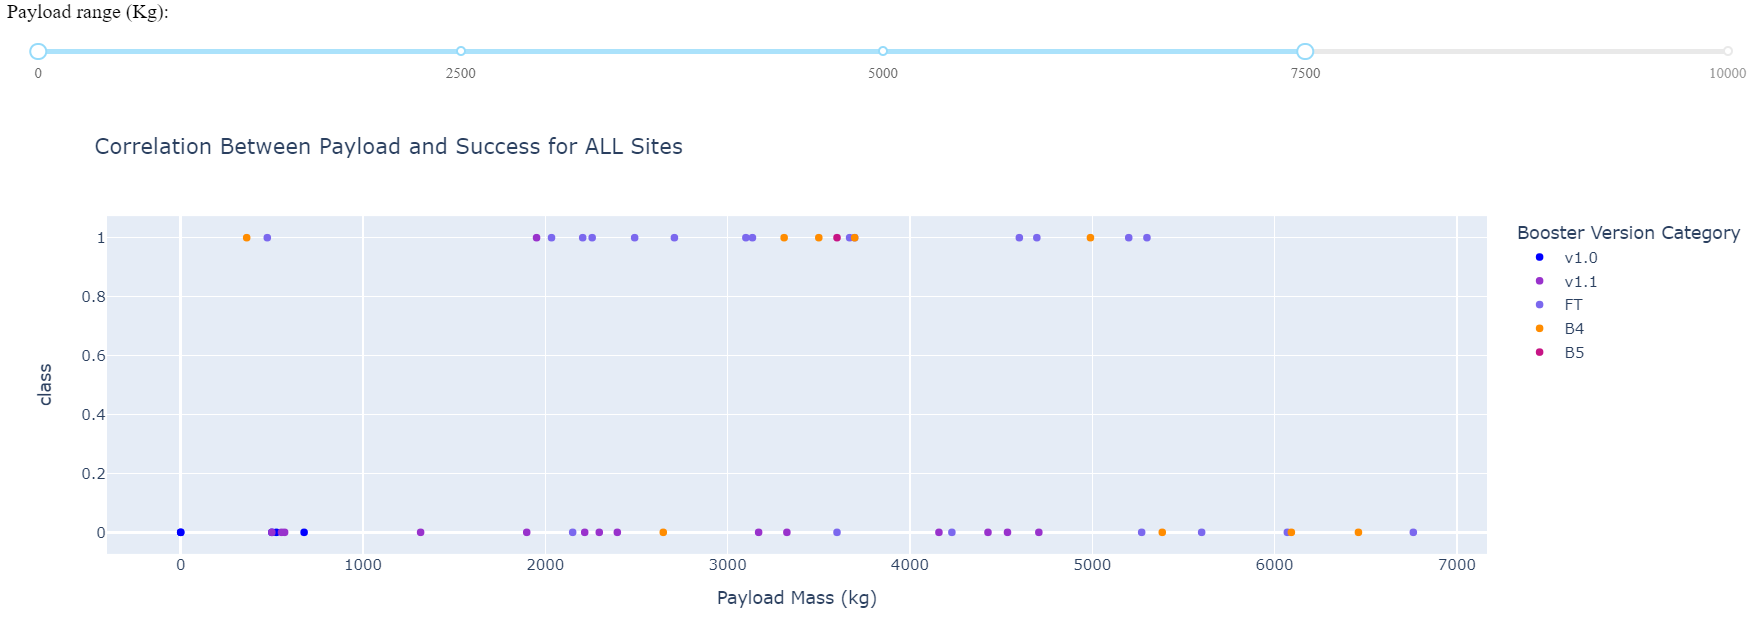 Payload range (Kg):
0 2500 5000 7500 10000
Correlation Between Payload and Success for ALL Sites
1
0.8
0.6
0.4
0.2
0
class
0 1000 2000 3000 4000 5000 6000 7000
Payload Mass (kg)
Booster Version Category
v1.0
v1.1
FT
B4
B5